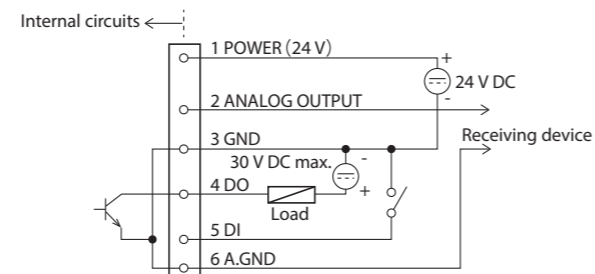 Internal circuits
1 POWER (24 V)
+
24 V DC
-
2 ANALOG OUTPUT
Receiving device
3 GND
30 V DC max.
-
+
4 DO
Load
5 DI
6 A.GND